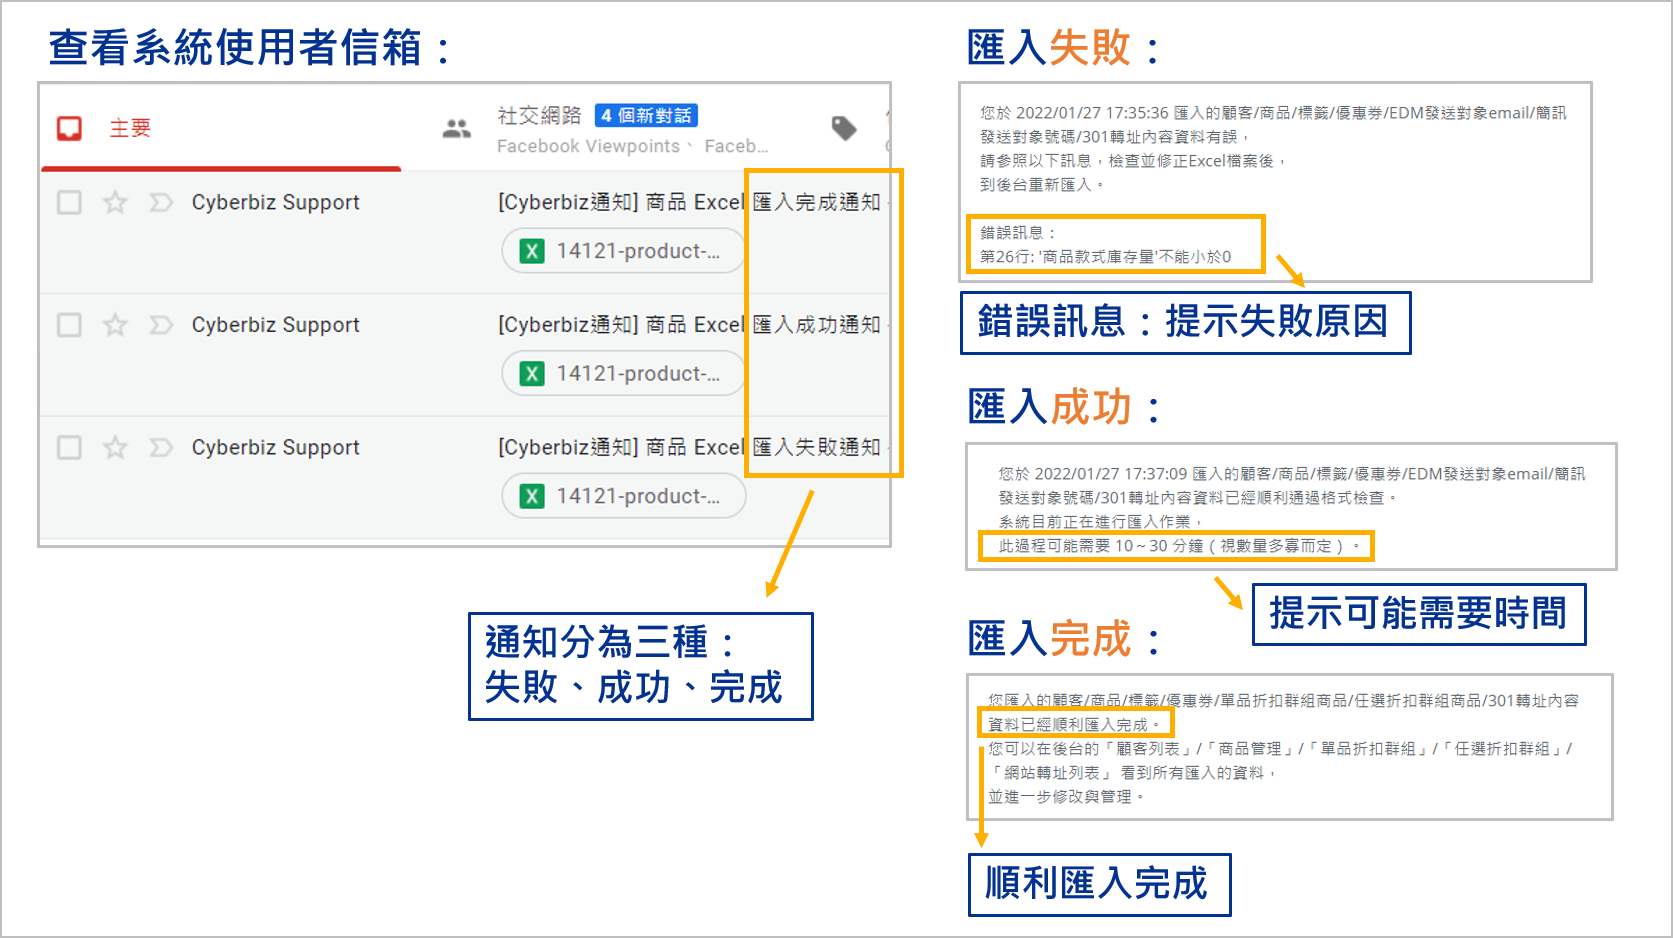 查看系統使用者信箱：
主要
社交網路 4 個新對話
Facebook Viewpoints、 Faceb...
Cyberbiz Support [Cyberbiz通知] 商品 Excel 匯入完成通知 -
14121-product-...
Cyberbiz Support [Cyberbiz通知] 商品 Excel 匯入成功通知 -
14121-product-...
Cyberbiz Support [Cyberbiz通知] 商品 Excel 匯入失敗通知 -
14121-product-...
通知分為三種：
失敗、成功、完成
匯入失敗：
您於 2022/01/27 17:35:36 匯入的顧客/商品/標籤/優惠券/EDM發送對象email/簡訊
發送對象號碼/301轉址內容資料有誤，
請參照以下訊息，檢查並修正Excel檔案後，
到後台重新匯入。
錯誤訊息：
第26行: '商品款式庫存量'不能小於0
錯誤訊息：提示失敗原因
匯入成功：
您於 2022/01/27 17:37:09 匯入的顧客/商品/標籤/優惠券/EDM發送對象email/簡訊
發送對象號碼/301轉址內容資料已經順利通過格式檢查。
系統目前正在進行匯入作業，
此過程可能需要 10～30 分鐘（視數量多寡而定）。
提示可能需要時間
匯入完成：
您匯入的顧客/商品/標籤/優惠券/單品折扣群組商品/任選折扣群組商品/301轉址內容
資料已經順利匯入完成。
您可以在後台的「顧客列表」/「商品管理」/「單品折扣群組」/「任選折扣群組」/
「網站轉址列表」 看到所有匯入的資料，
並進一步修改與管理。
順利匯入完成